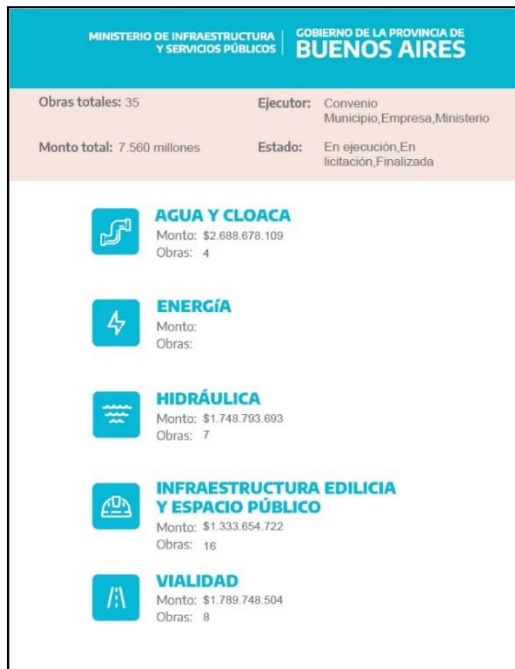 MINISTERIO DE INFRAESTRUCTURA
Y SERVICIOS PÚBLICOS
GOBIERNO DE LA PROVINCIA DE
BUENOS AIRES
Obras totales: 35
Ejecutor: Convenio
Municipio,Empresa,Ministerio
Monto total: 7.560 millones
Estado: En ejecución,En
licitación,Finalizada
AGUA Y CLOACA
Monto: $2.688.678.109
Obras: 4
ENERGíA
Monto:
Obras:
HIDRÁULICA
Monto: $1.748.793.693
Obras: 7
INFRAESTRUCTURA EDILICIA
Y ESPACIO PÚBLICO
Monto: $1.333.654.722
Obras: 16
VIALIDAD
Monto: $1.789.748.504
Obras: 8